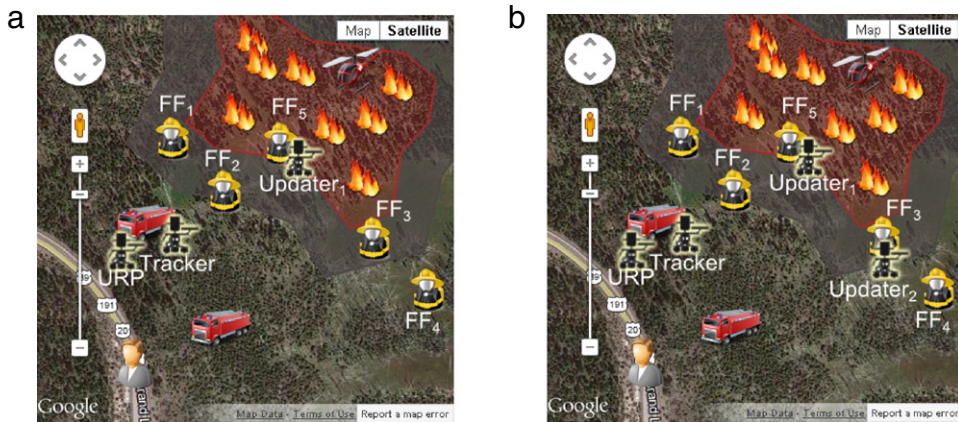 a
Map Satellite
FF1
FF5
FF2
Updater1
FF3
Tracker
URP
191
20
FF4
Google
Map Data - Terms of Use Report a map error
b
Map Satellite
FF1
FF5
FF2
Updater1
FF3
Tracker
URP
Updater2
191
20
FF4
Google
Map Data - Terms of Use Report a map error